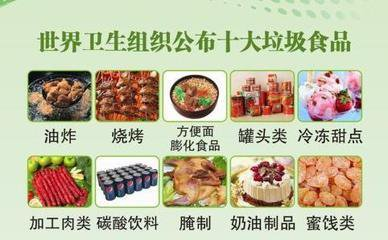 世界卫生组织公布十大垃圾食品
油炸
烧烤
方便面
膨化食品
罐头类
冷冻甜点
加工肉类
碳酸饮料
腌制
奶油制品
蜜饯类